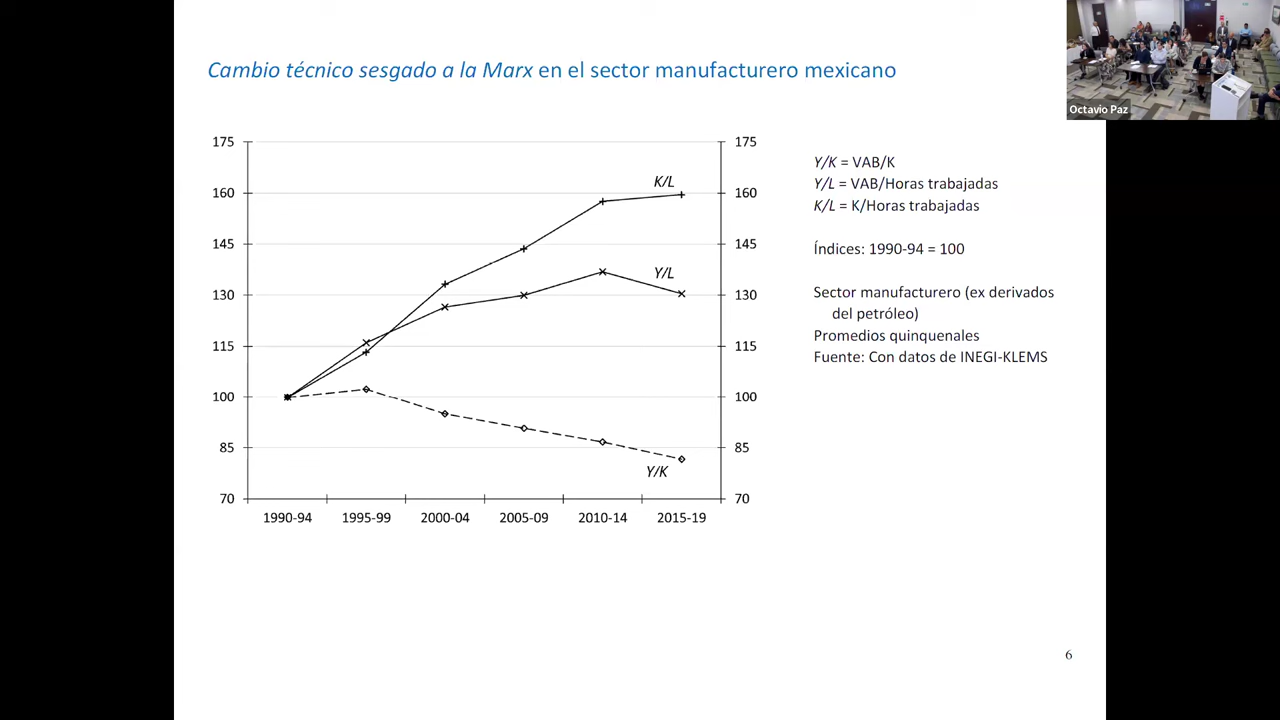 Octavio Paz
Cambio técnico sesgado a la Marx en el sector manufacturero mexicano
175 175
K/L
160 160
145 145
Y/L
130 130
115 115
100 100
85 85
Y/K
70 70
1990-94 1995-99 2000-04 2005-09 2010-14 2015-19
Y/K = VAB/K
Y/L = VAB/Horas trabajadas
K/L = K/Horas trabajadas
Índices: 1990-94 = 100
Sector manufacturero (ex derivados
del petróleo)
Promedios quinquenales
Fuente: Con datos de INEGI-KLEMS
6